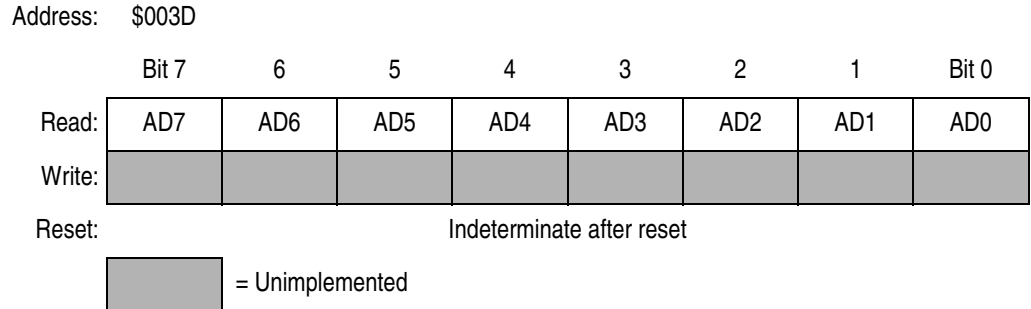 Address: $003D
Bit 7 6 5 4 3 2 1 Bit 0
Read: AD7 AD6 AD5 AD4 AD3 AD2 AD1 AD0
Write:
Reset: Indeterminate after reset
= Unimplemented